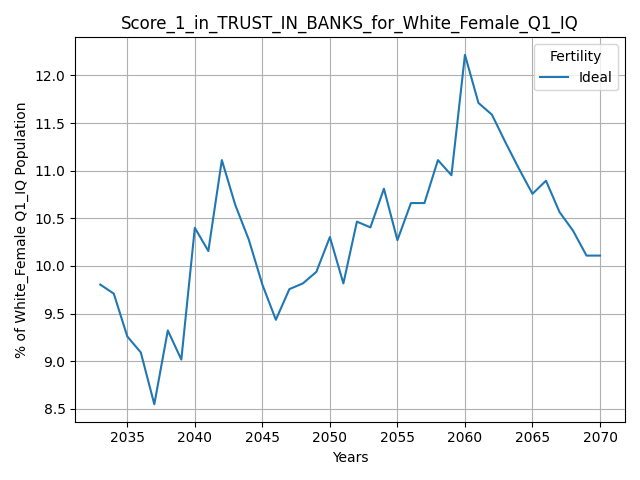 Score_1_in_TRUST_IN_BANKS_for_White_Female_Q1_IQ
% of White_Female Q1_IQ Population
12.0
11.5
11.0
10.5
10.0
9.5
9.0
8.5
Fertility
Ideal
2035 2040 2045 2050 2055 2060 2065 2070
Years